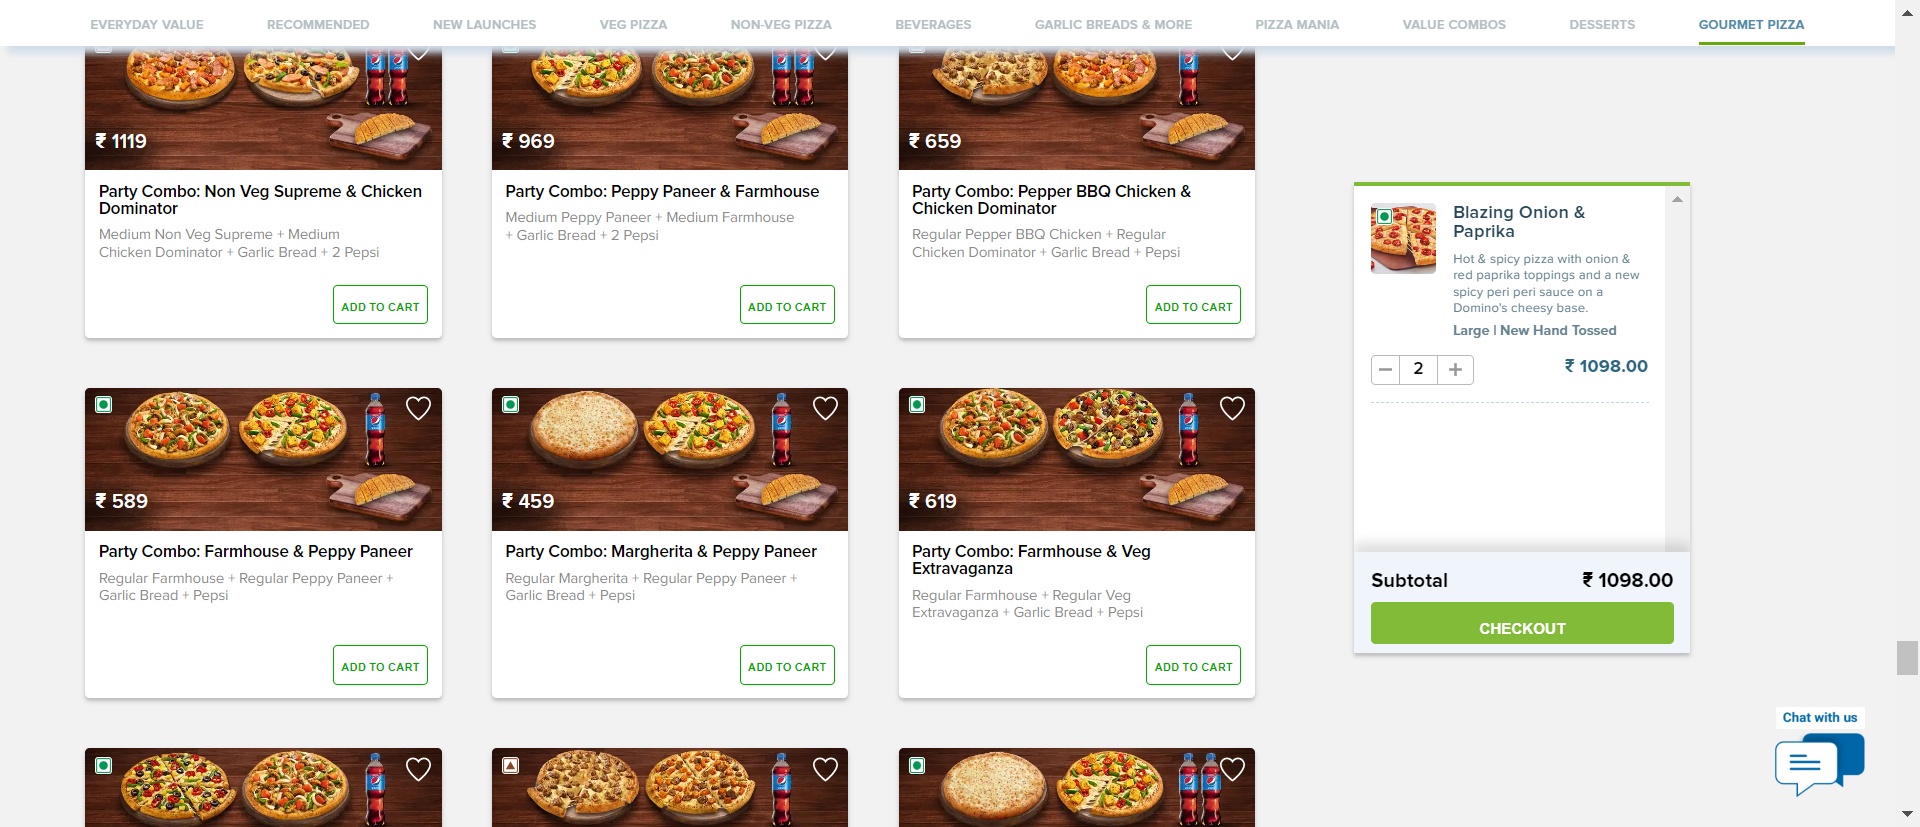 EVERYDAY VALUE
RECOMMENDED
NEW LAUNCHES
VEG PIZZA
NON-VEG PIZZA
BEVERAGES
GARLIC BREADS & MORE
PIZZA MANIA
VALUE COMBOS
DESSERTS
GOURMET PIZZA
₹ 1119
Party Combo: Non Veg Supreme & Chicken
Dominator
Medium Non Veg Supreme + Medium
Chicken Dominator + Garlic Bread + 2 Pepsi
ADD TO CART
₹ 969
Party Combo: Peppy Paneer & Farmhouse
Medium Peppy Paneer + Medium Farmhouse
+ Garlic Bread + 2 Pepsi
ADD TO CART
₹ 659
Party Combo: Pepper BBQ Chicken &
Chicken Dominator
Regular Pepper BBQ Chicken + Regular
Chicken Dominator + Garlic Bread + Pepsi
ADD TO CART
₹ 589
Party Combo: Farmhouse & Peppy Paneer
Regular Farmhouse + Regular Peppy Paneer +
Garlic Bread + Pepsi
ADD TO CART
₹ 459
Party Combo: Margherita & Peppy Paneer
Regular Margherita + Regular Peppy Paneer +
Garlic Bread + Pepsi
ADD TO CART
₹ 619
Party Combo: Farmhouse & Veg
Extravaganza
Regular Farmhouse + Regular Veg
Extravaganza + Garlic Bread + Pepsi
ADD TO CART
Blazing Onion &
Paprika
Hot & spicy pizza with onion &
red paprika toppings and a new
spicy peri peri sauce on a
Domino's cheesy base.
Large | New Hand Tossed
2
₹ 1098.00
Subtotal
₹ 1098.00
CHECKOUT
Chat with us